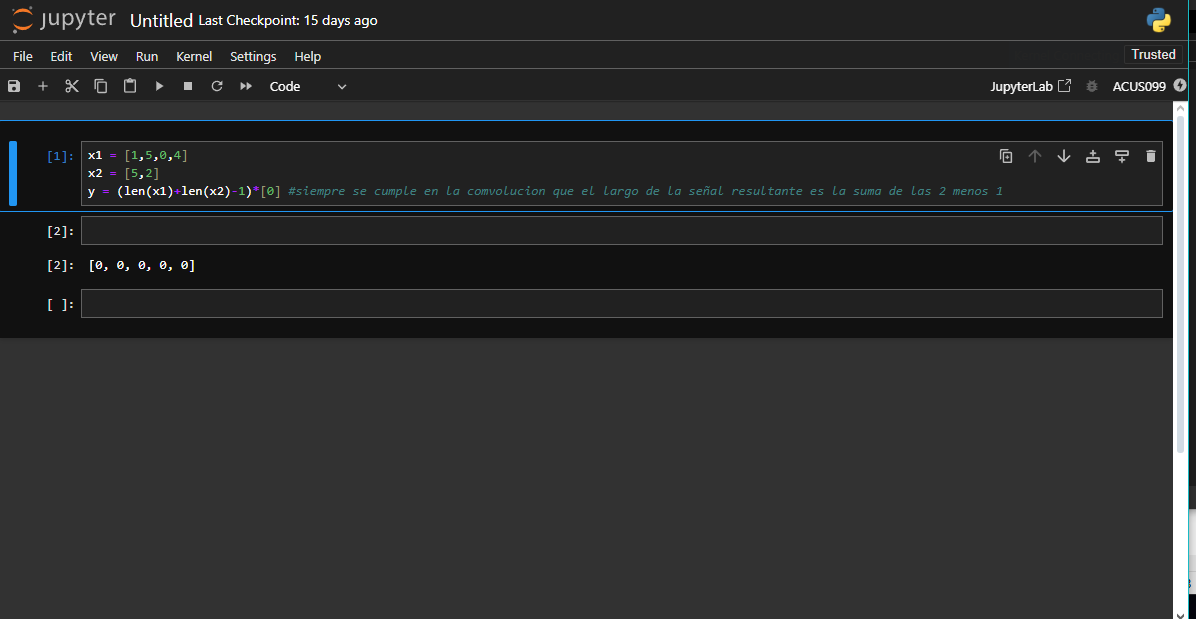 jupyter Untitled Last Checkpoint: 15 days ago
File Edit View Run Kernel Settings Help Trusted
Code JupyterLab ACUS099
[1]: x1 = [1,5,0,4]
x2 = [5,2]
y = (len(x1)+len(x2)-1)*[0] #siempre se cumple en la comvolucion que el largo de la señal resultante es la suma de las 2 menos 1
[2]:
[2]: [0, 0, 0, 0, 0]
[ ]: